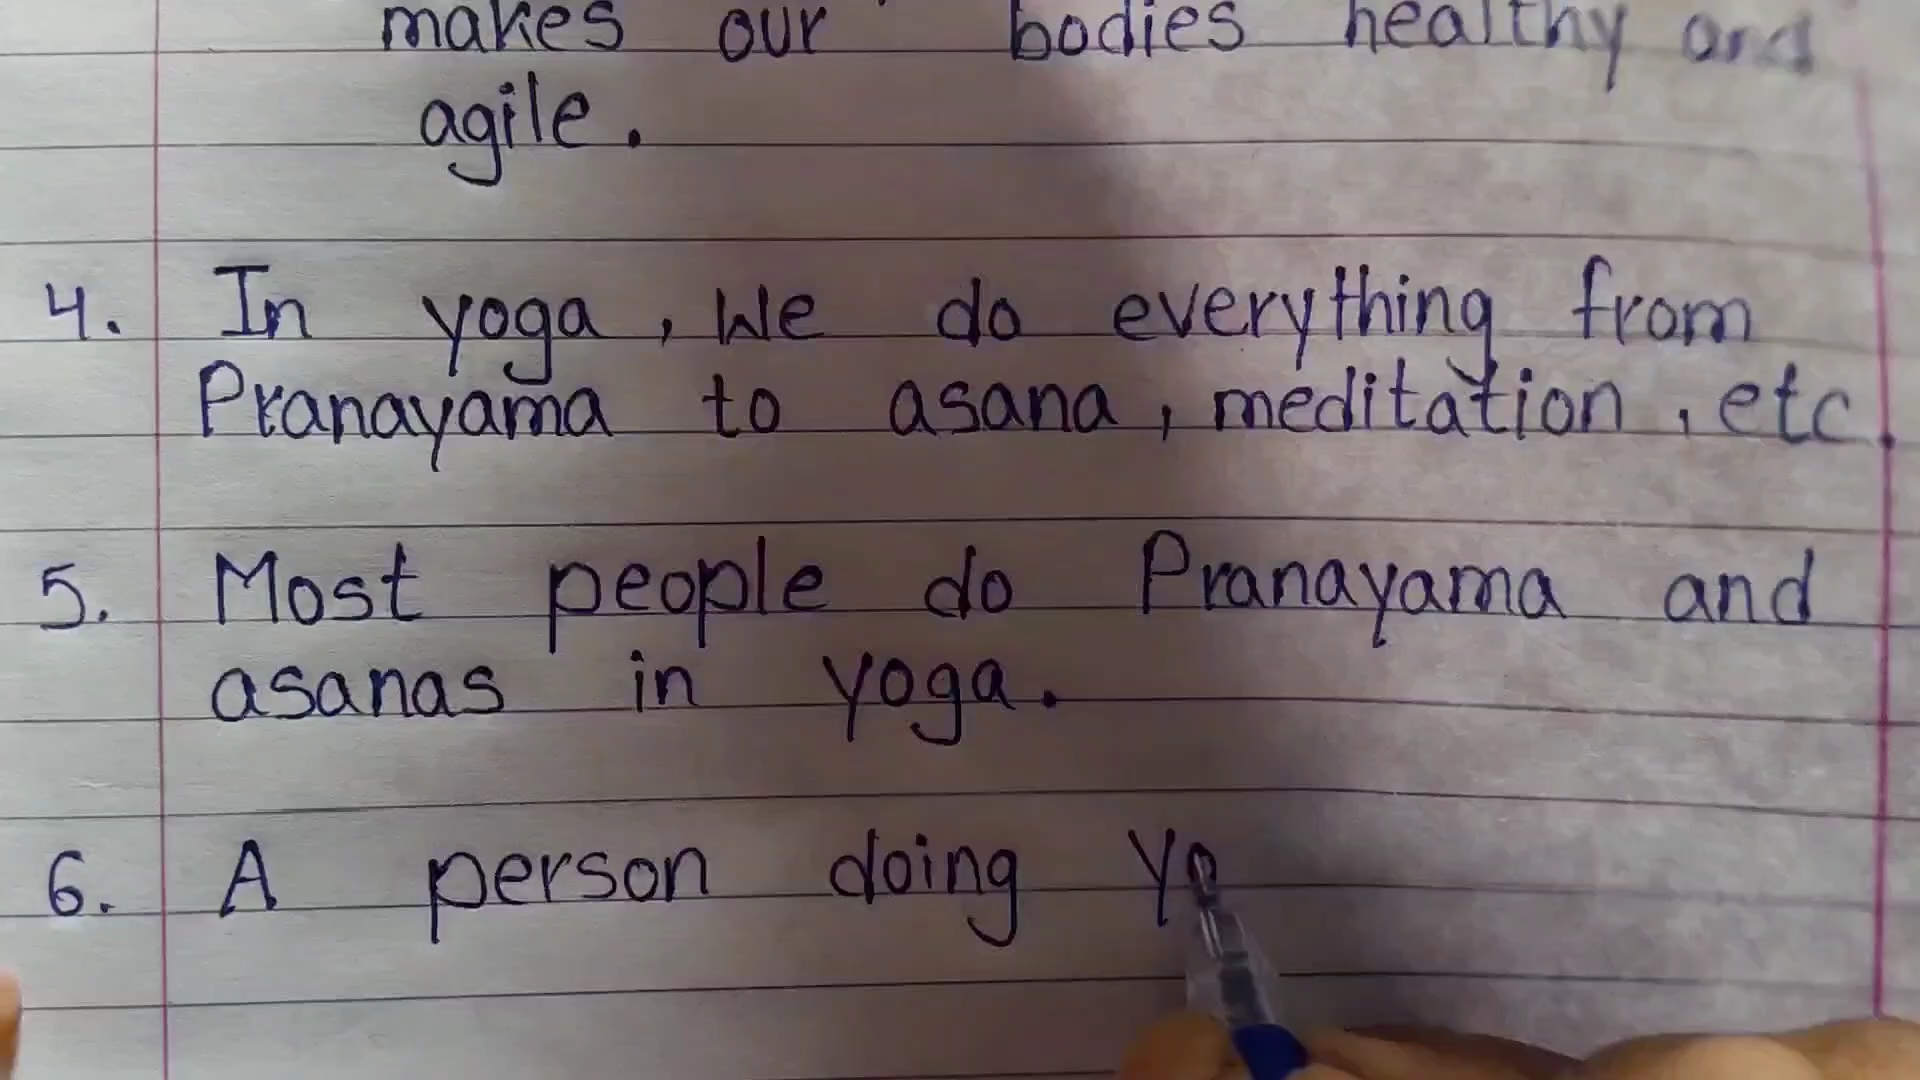 makes our bodies healthy and
agile.
4. In yoga, We do everything from
Pranayama to asana, meditation, etc.
5. Most people do Pranayama and
asanas in yoga.
6. A person doing yo